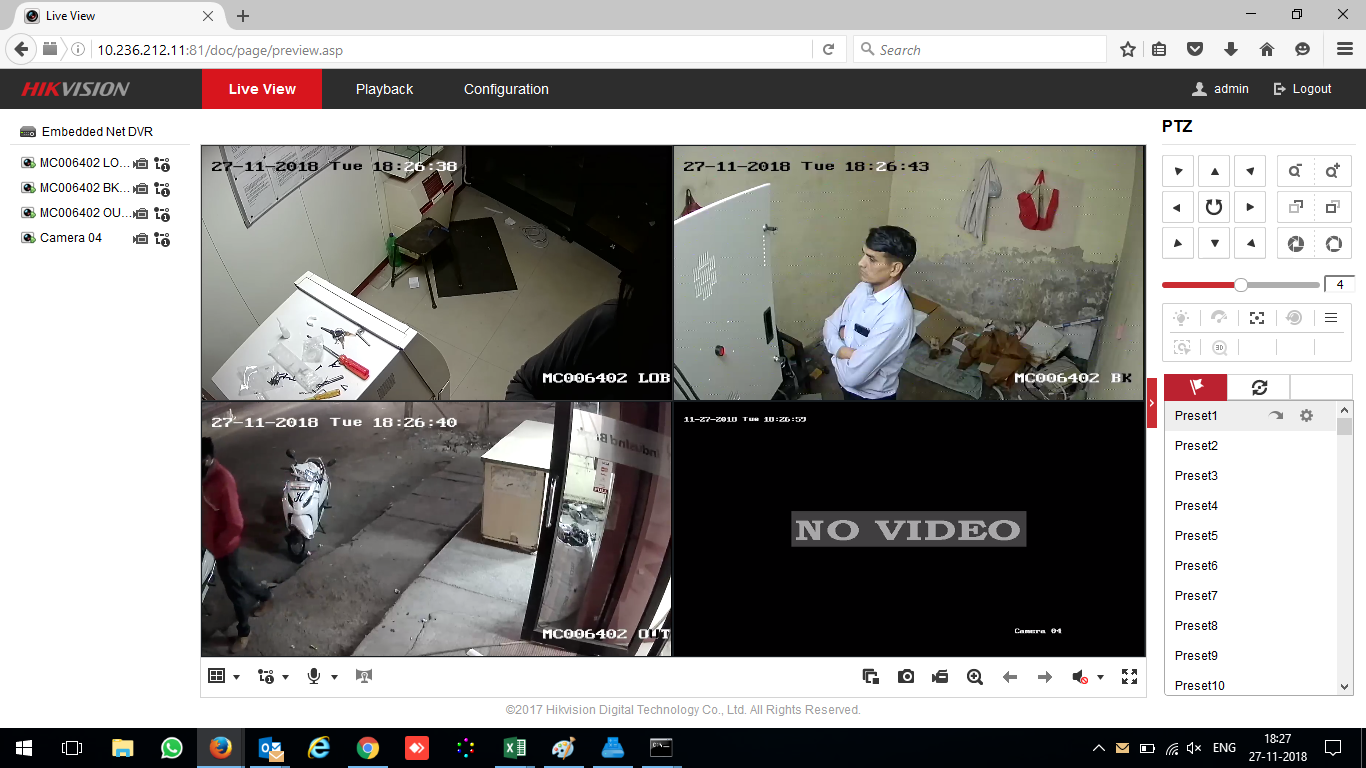 Live View
10.236.212.11:81/doc/page/preview.asp
Search
HIKVISION
Live View
Playback
Configuration
admin
Logout
Embedded Net DVR
MC006402 LO...
MC006402 BK...
MC006402 OU...
Camera 04
27-11-2018 Tue 18:26:38
MC006402 LOB
27-11-2018 Tue 18:26:43
MC006402 BK
27-11-2018 Tue 18:26:40
IndusInd B
PULL
MC006402 OUT
11-27-2018 Tue 18:26:59
NO VIDEO
Camera 04
PTZ
4
3D
Preset1
Preset2
Preset3
Preset4
Preset5
Preset6
Preset7
Preset8
Preset9
Preset10
©2017 Hikvision Digital Technology Co., Ltd. All Rights Reserved.
ENG
18:27
27-11-2018